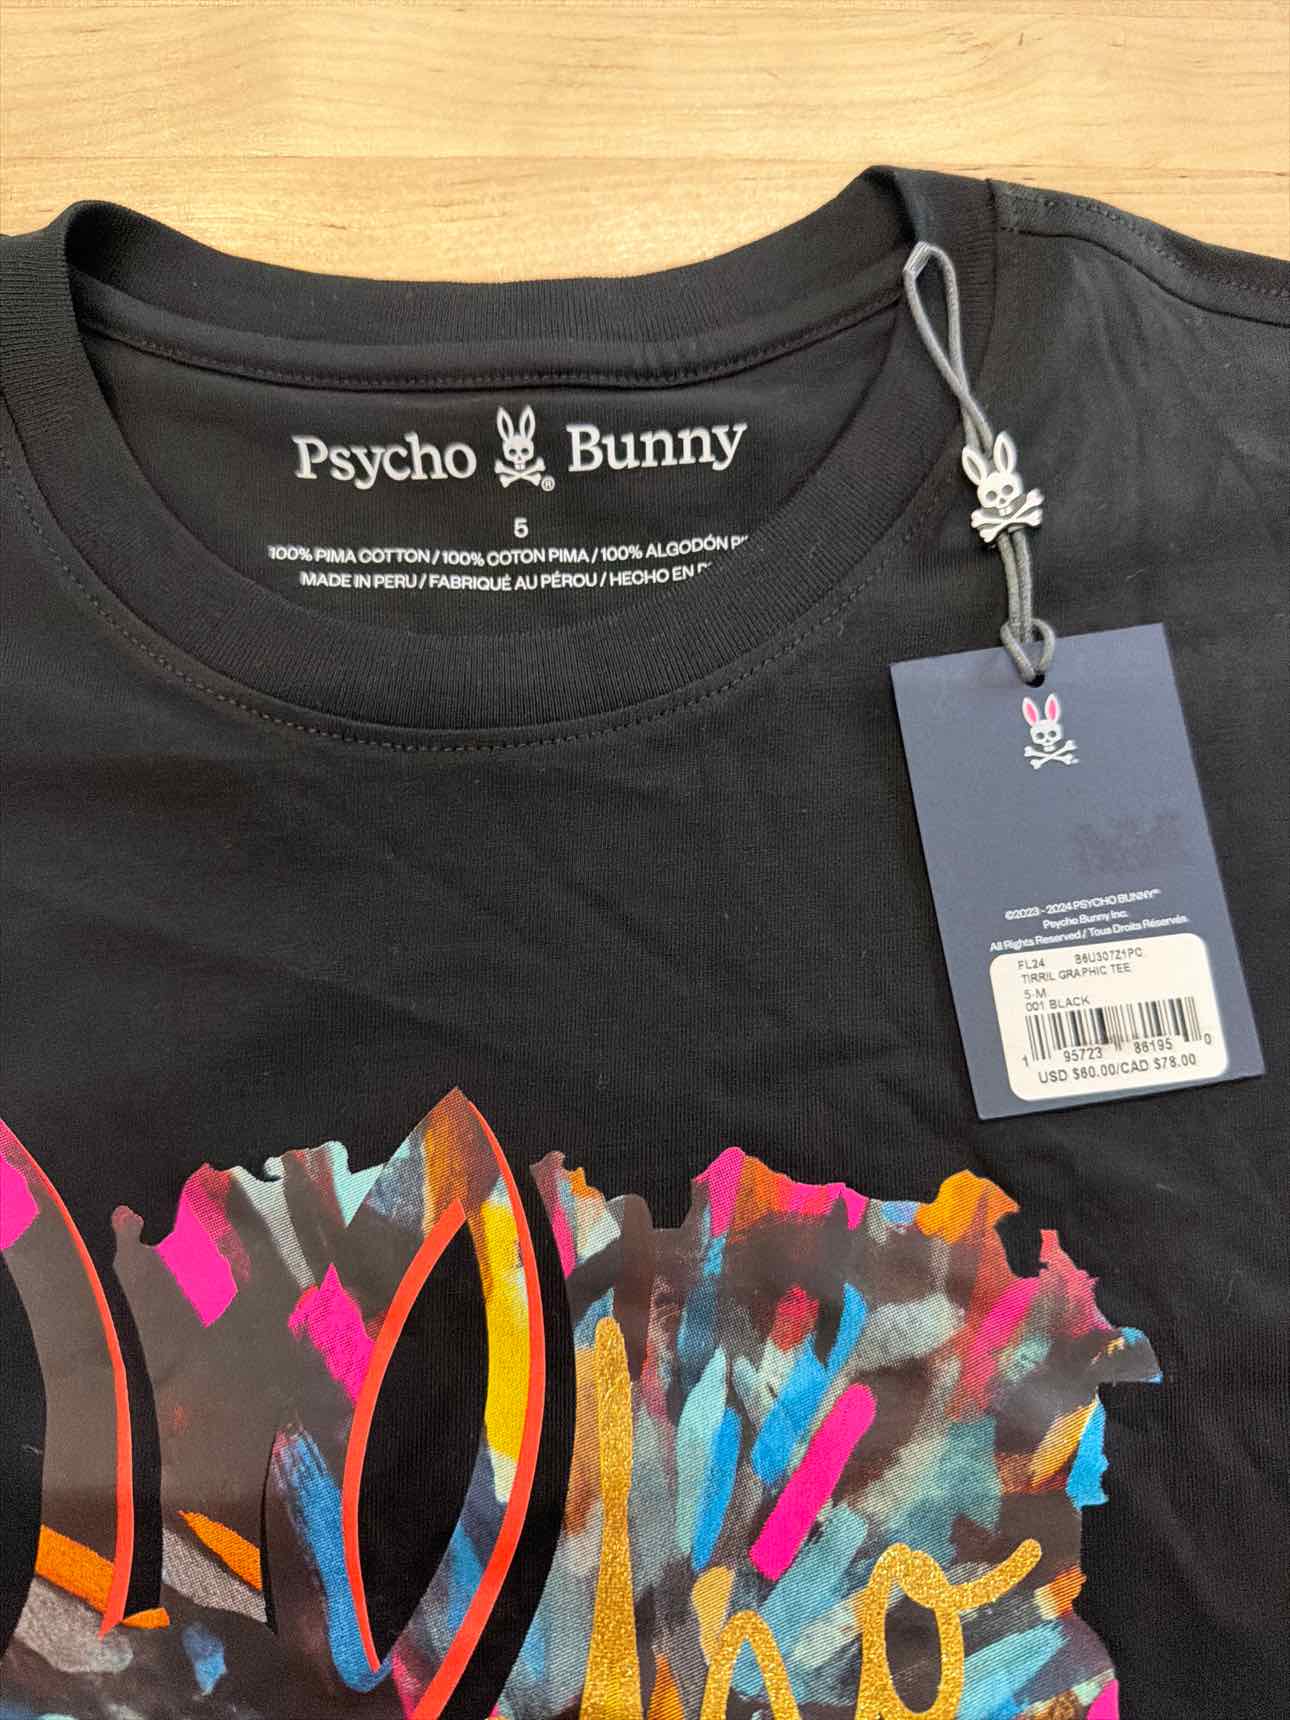 Psycho Bunny
®
5
100% PIMA COTTON / 100% COTON PIMA / 100% ALGODÓN
MADE IN PERU / FABRIQUÉ AU PÉROU / HECHO EN
©2023 - 2024 PSYCHO BUNNY®
Psycho Bunny Inc.
All Rights Reserved / Tous Droits Réservés.
FL24 B6U307Z1PC
TIRRIL GRAPHIC TEE
5-M
001 BLACK
1 95723 86195 0
USD $60.00/CAD $78.00
ho